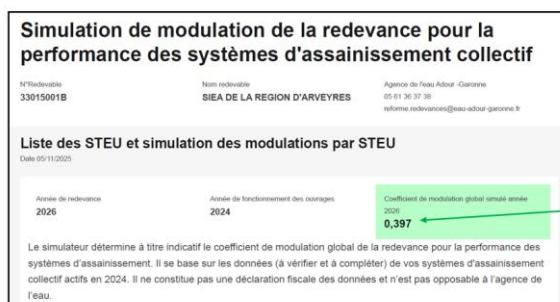 Simulation de modulation de la redevance pour la
performance des systèmes d'assainissement collectif
N°Redevable
33015001B
Nom redevable
SIEA DE LA REGION D'ARVEYRES
Agence de l'eau Adour -Garonne
05 61 36 37 38
reforme.redevances@eau-adour-garonne.fr
Liste des STEU et simulation des modulations par STEU
Date 05/11/2025
Année de redevance
2026
Année de fonctionnement des ouvrages
2024
Coefficient de modulation global simulé année
2026
0,397
Le simulateur détermine à titre indicatif le coefficient de modulation global de la redevance pour la performance des
systèmes d'assainissement. Il se base sur les données (à vérifier et à compléter) de vos systèmes d'assainissement
collectif actifs en 2024. Il ne constitue pas une déclaration fiscale des données et n'est pas opposable à l'agence de
l'eau.